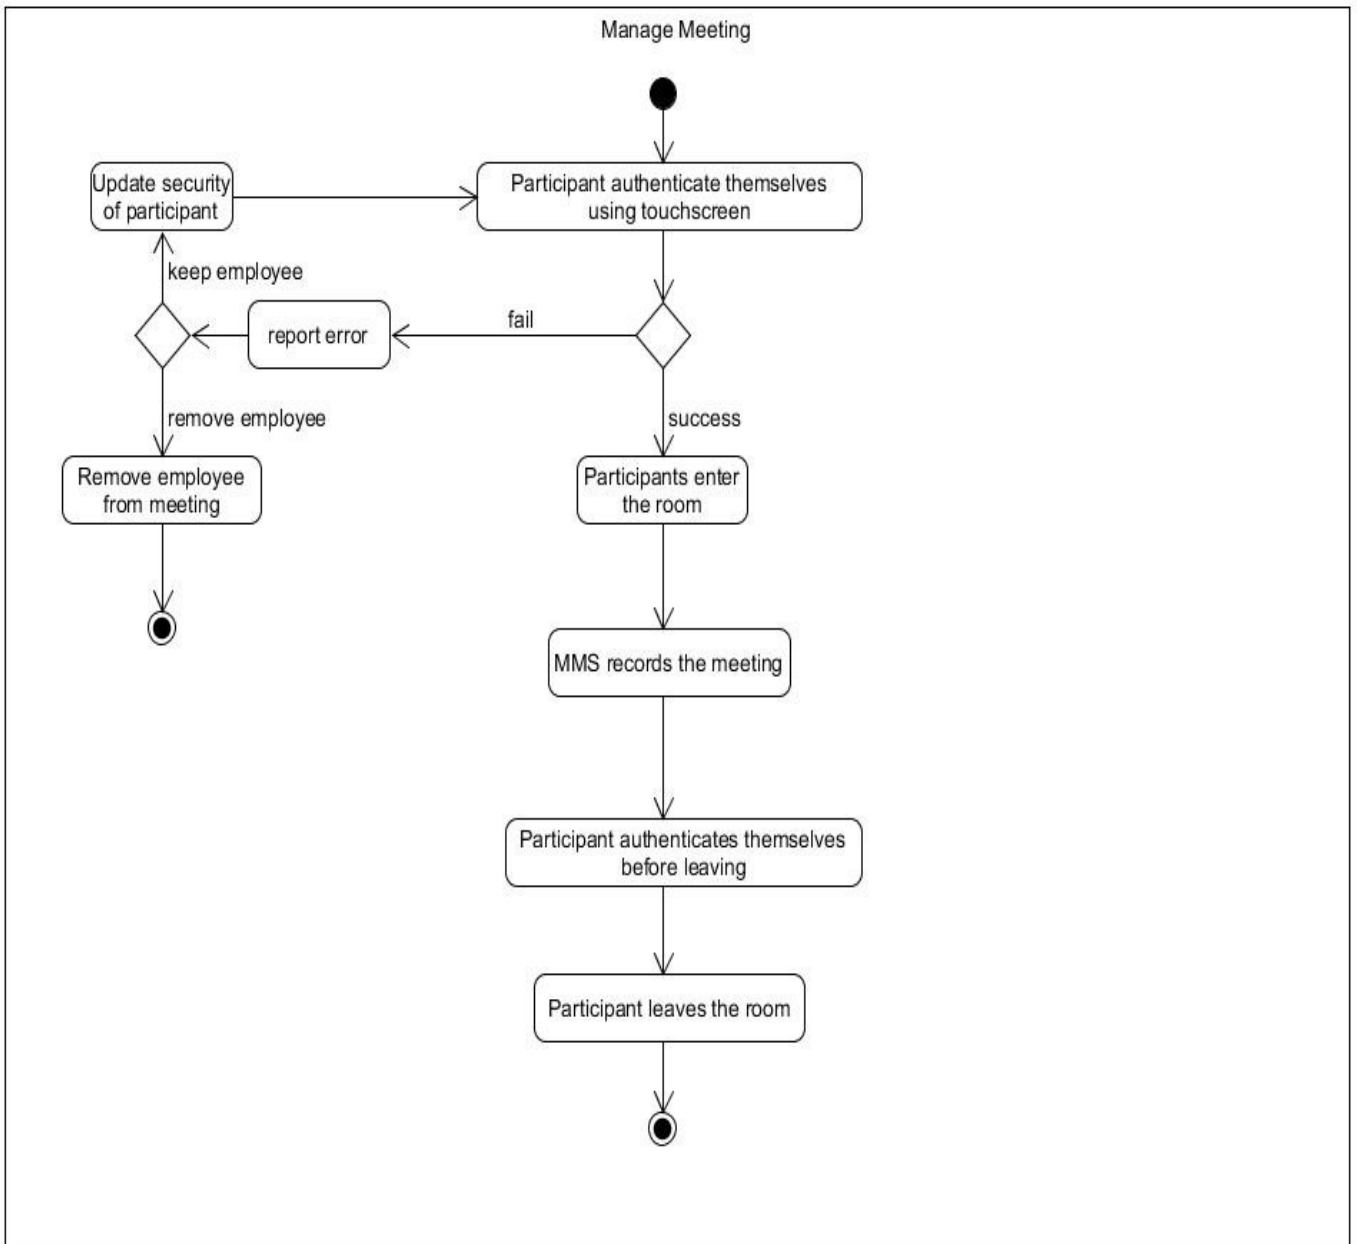 Manage Meeting
Update security
of participant
Participant authenticate themselves
using touchscreen
keep employee
report error
fail
remove employee
success
Remove employee
from meeting
Participants enter
the room
MMS records the meeting
Participant authenticates themselves
before leaving
Participant leaves the room